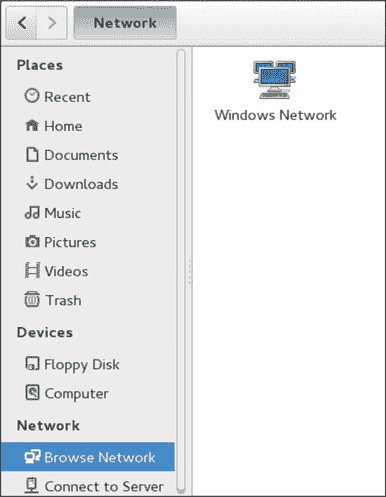 Network
Places
Recent
Home
Documents
Downloads
Music
Pictures
Videos
Trash
Devices
Floppy Disk
Computer
Network
Browse Network
Connect to Server
Windows Network